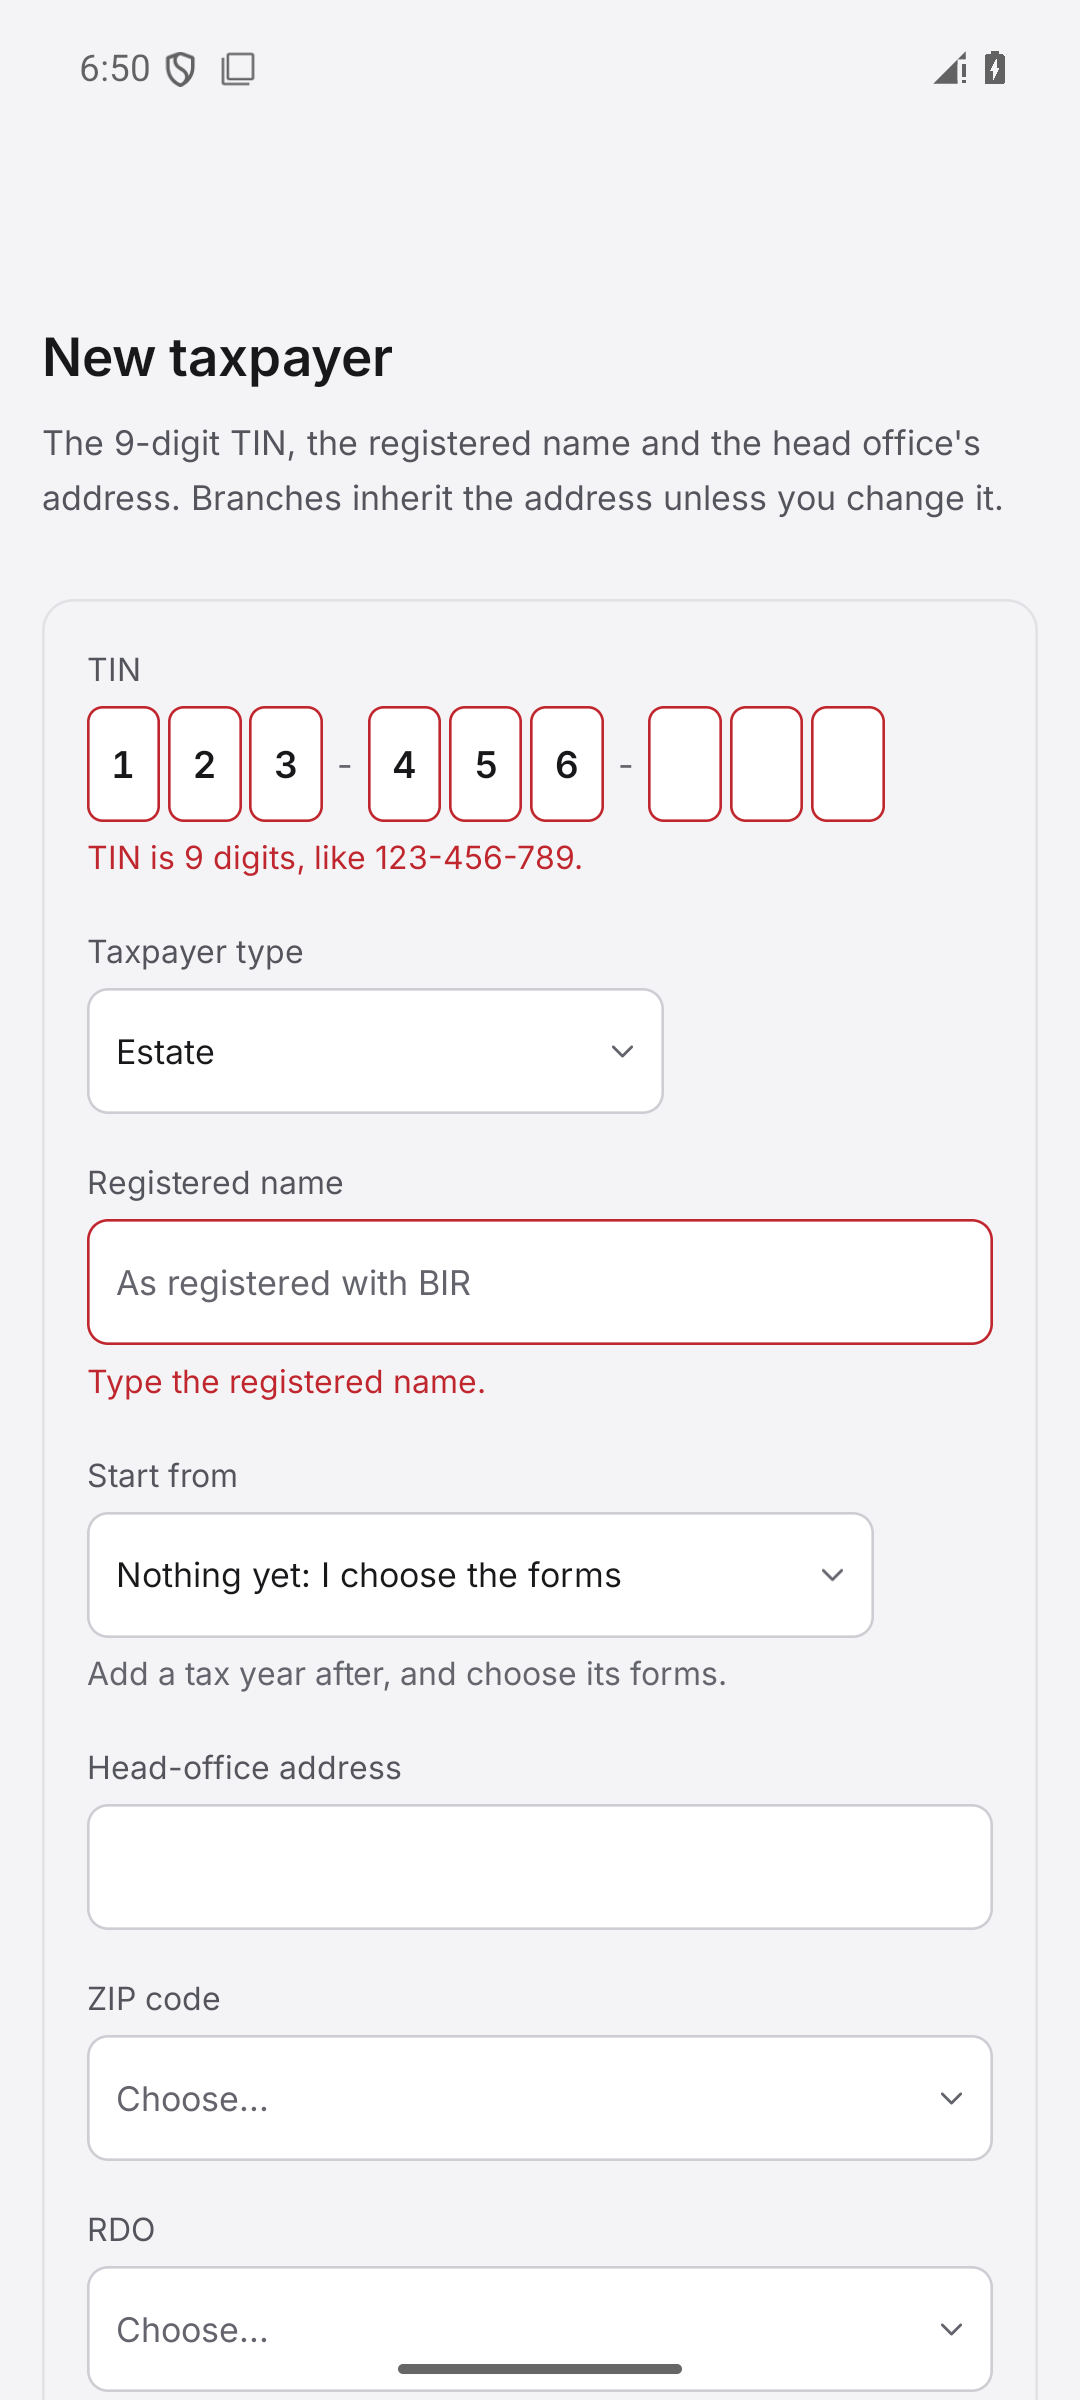 6:50
New taxpayer
The 9-digit TIN, the registered name and the head office's
address. Branches inherit the address unless you change it.
TIN
1 2 3 - 4 5 6 -
TIN is 9 digits, like 123-456-789.
Taxpayer type
Estate
Registered name
As registered with BIR
Type the registered name.
Start from
Nothing yet: I choose the forms
Add a tax year after, and choose its forms.
Head-office address
ZIP code
Choose...
RDO
Choose...